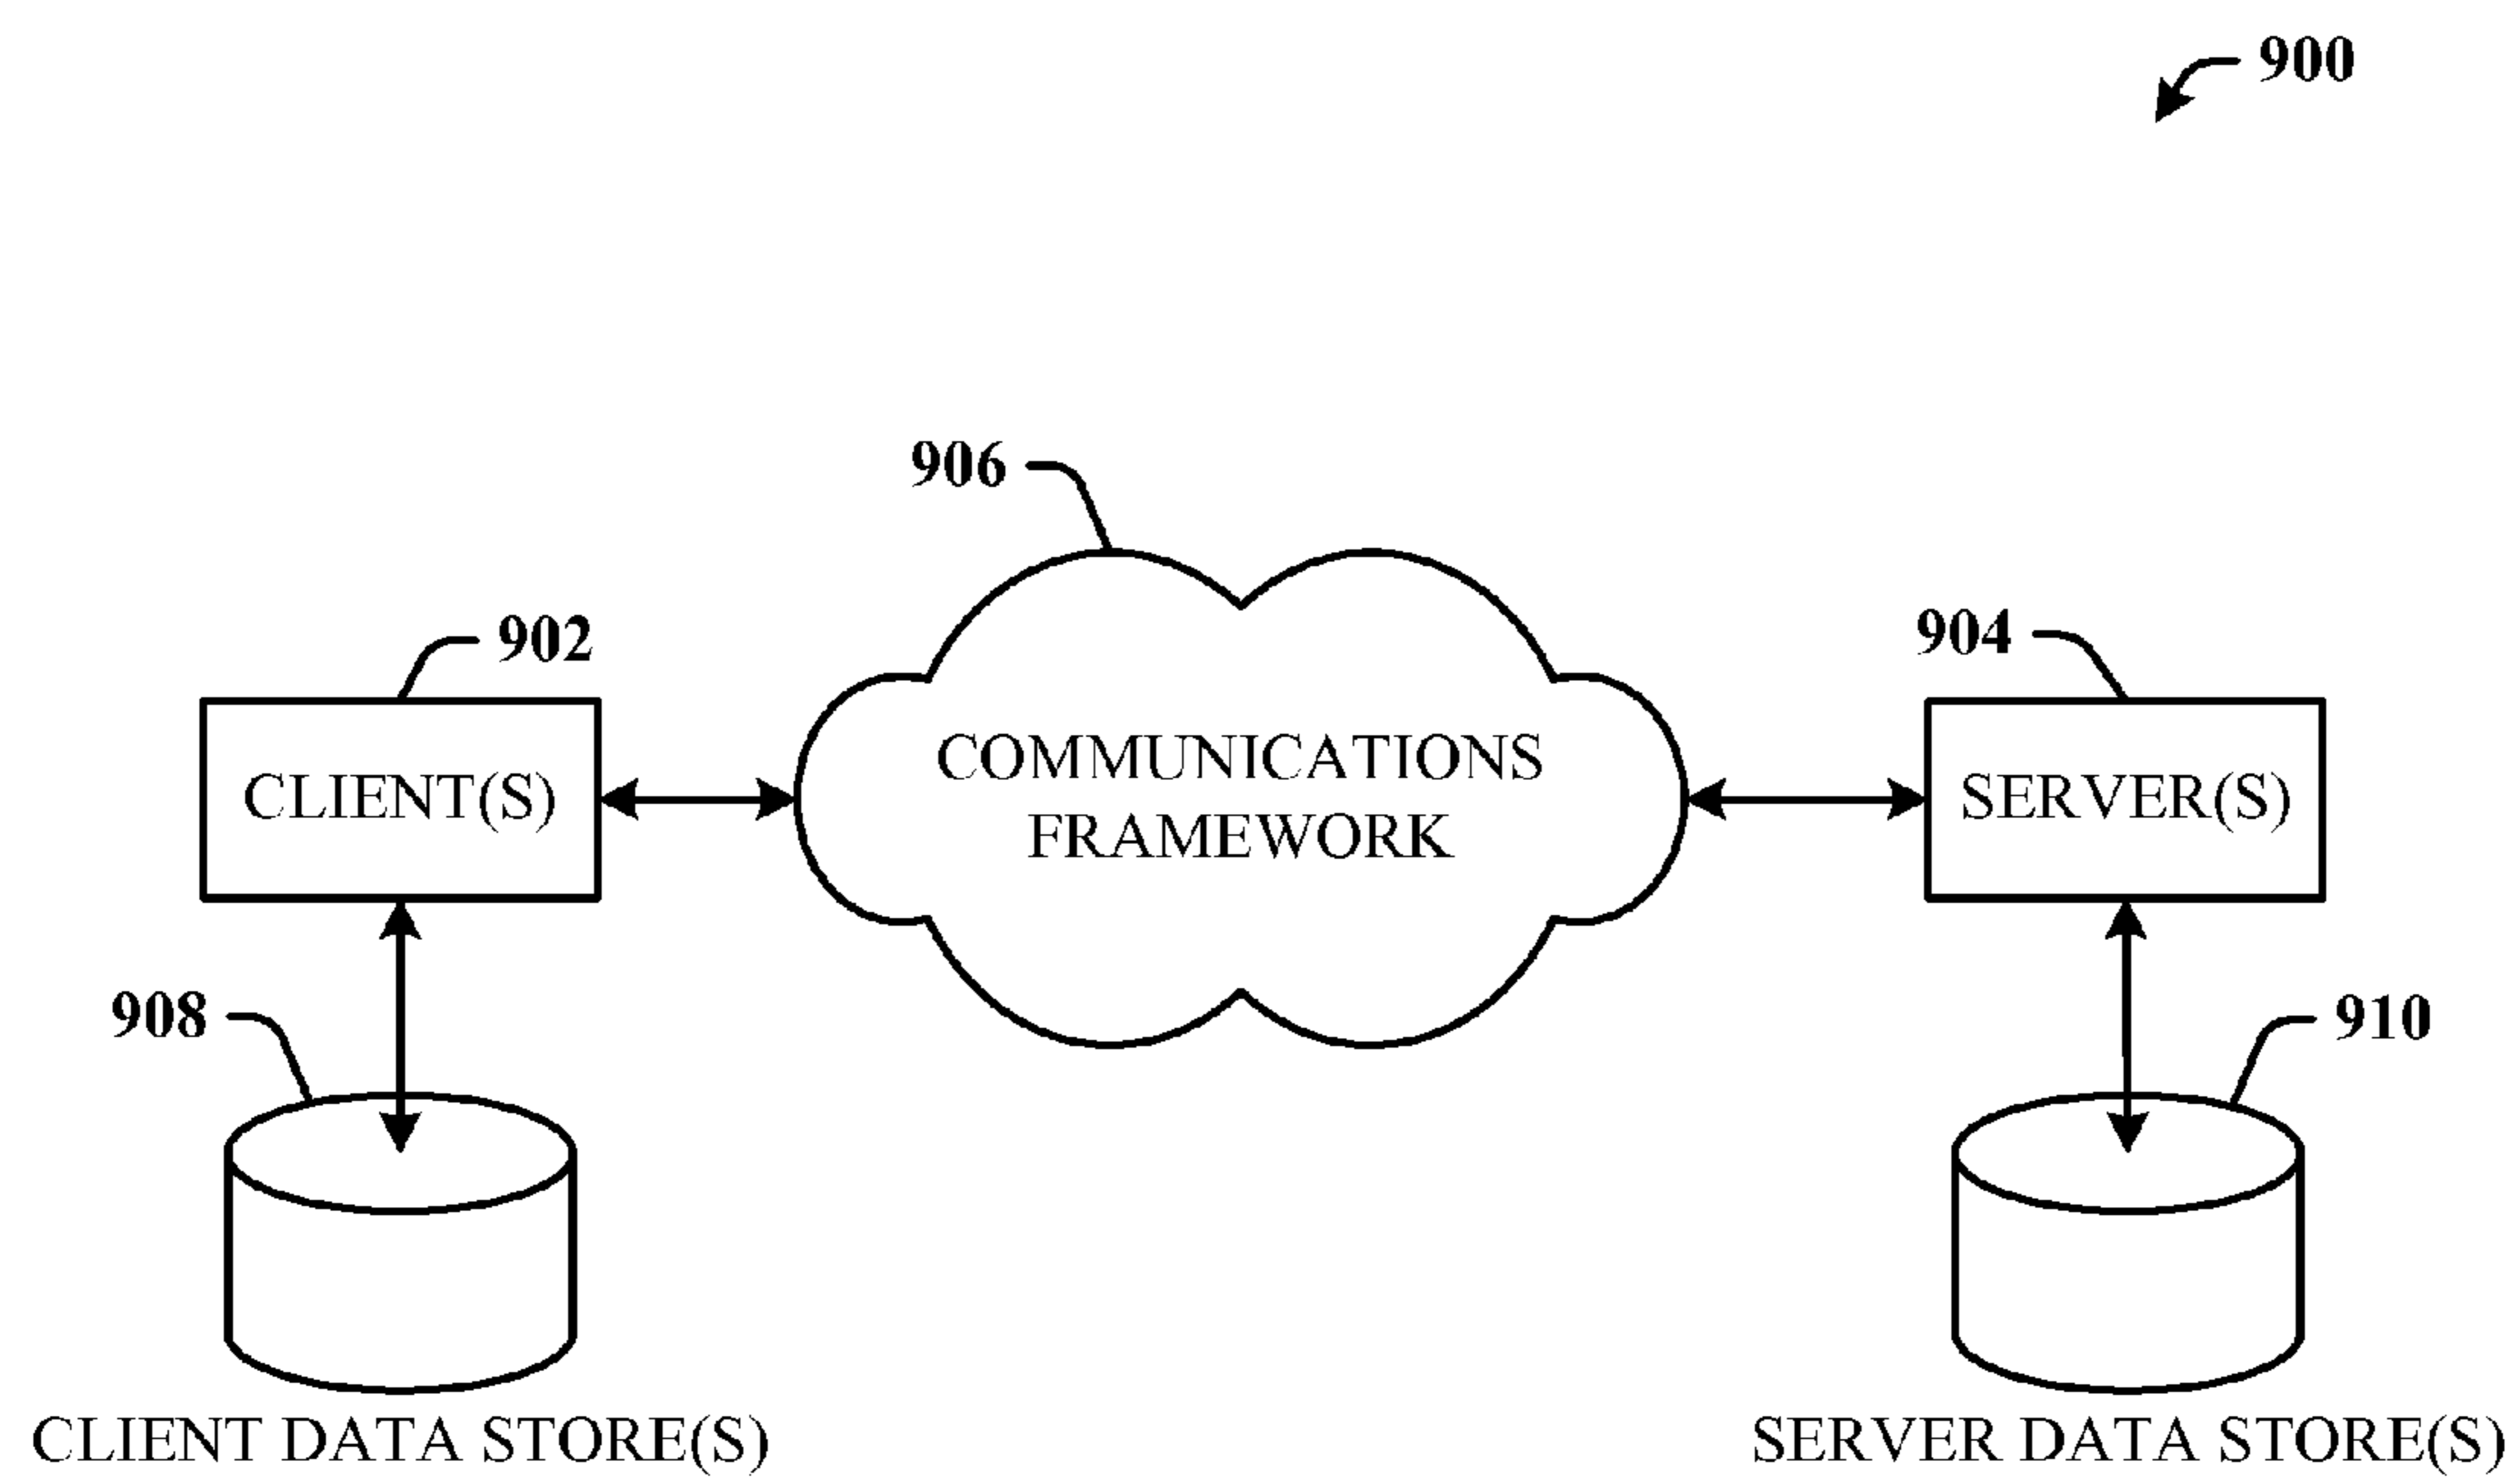 900
906
902
904
COMMUNICATIONS
FRAMEWORK
CLIENT(S)
SERVER(S)
908
910
CLIENT DATA STORE(S)
SERVER DATA STORE(S)